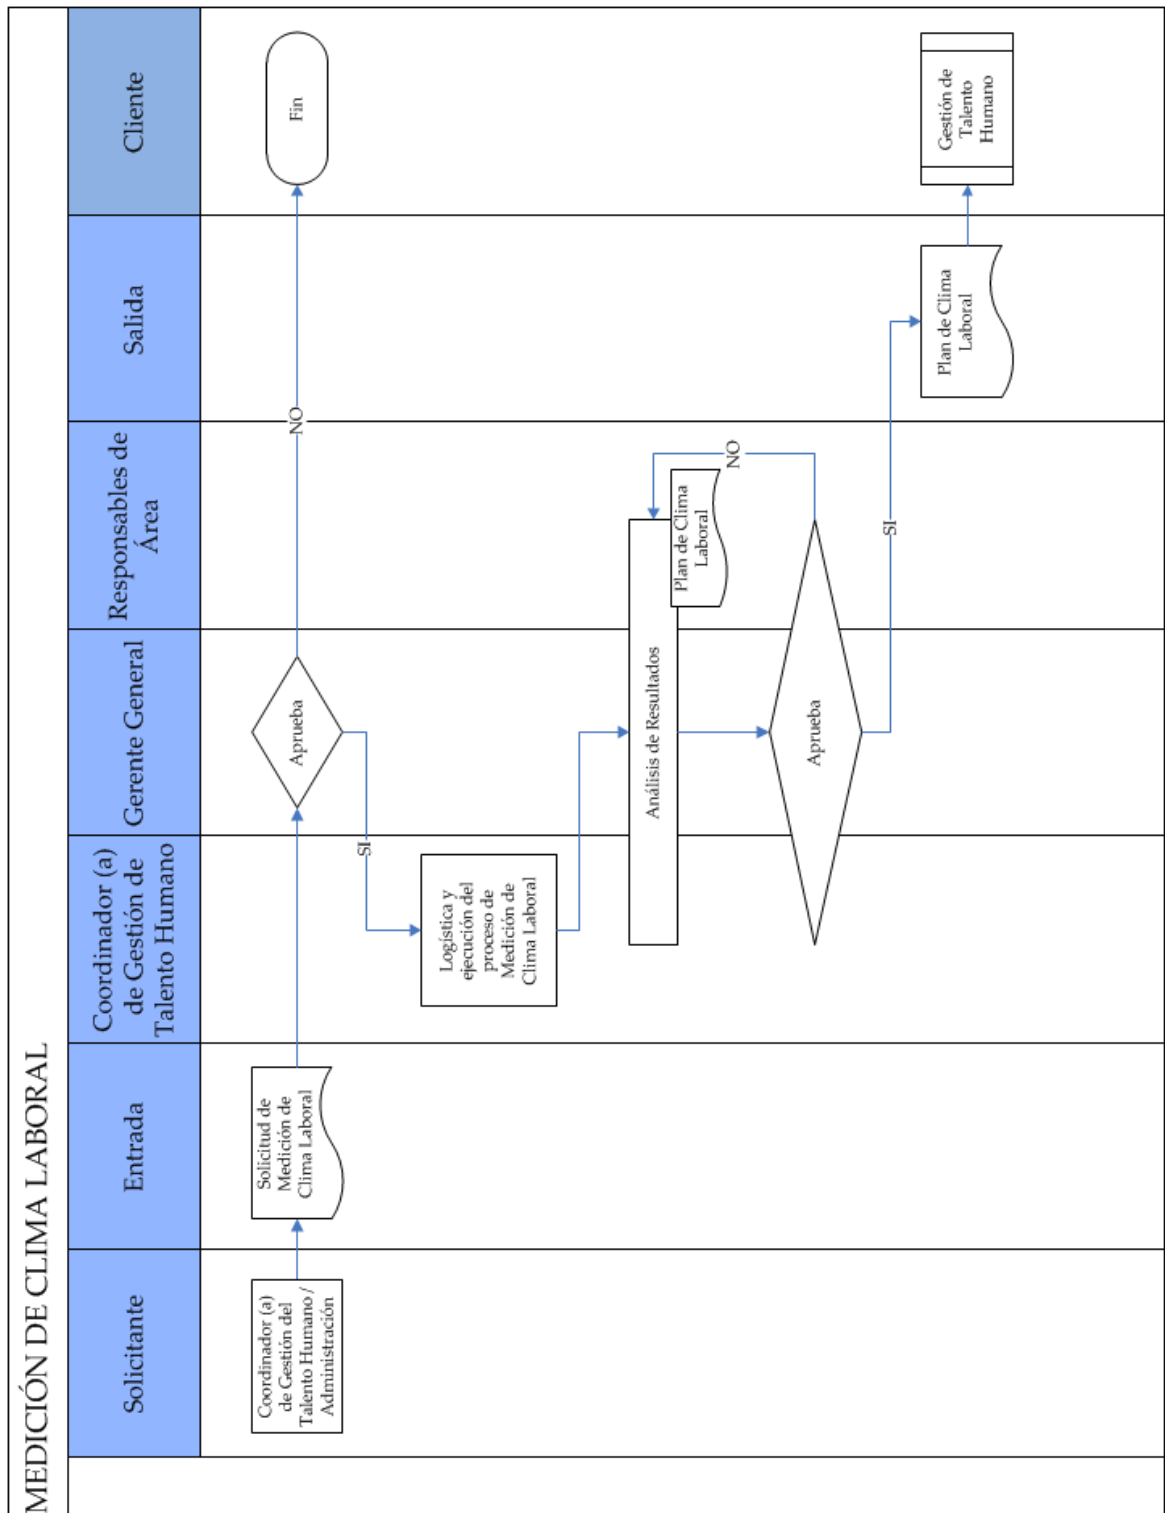 MEDICIÓN DE CLIMA LABORAL
Solicitante
Entrada
Coordinador (a)
de Gestión de
Talento Humano
Gerente General
Responsables de
Área
Salida
Cliente
Coordinador (a)
de Gestión del
Talento Humano /
Administración
Solicitud de
Medición de
Clima Laboral
Aprueba
NO
Fin
SI
Logística y
ejecución del
proceso de
Medición de
Clima Laboral
Análisis de Resultados
Plan de Clima
Laboral
NO
Aprueba
SI
Plan de Clima
Laboral
Gestión de
Talento
Humano